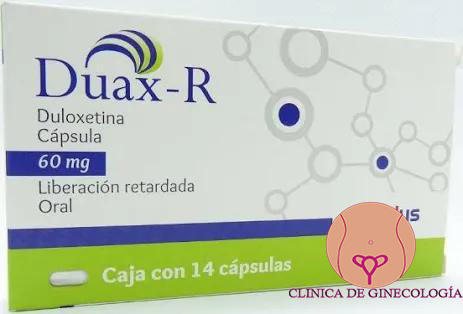 Duax-R
Duloxetina
Cápsula
60 mg
Liberación retardada
Oral
Caja con 14 cápsulas
CLINICA DE GINECOLOGÍA